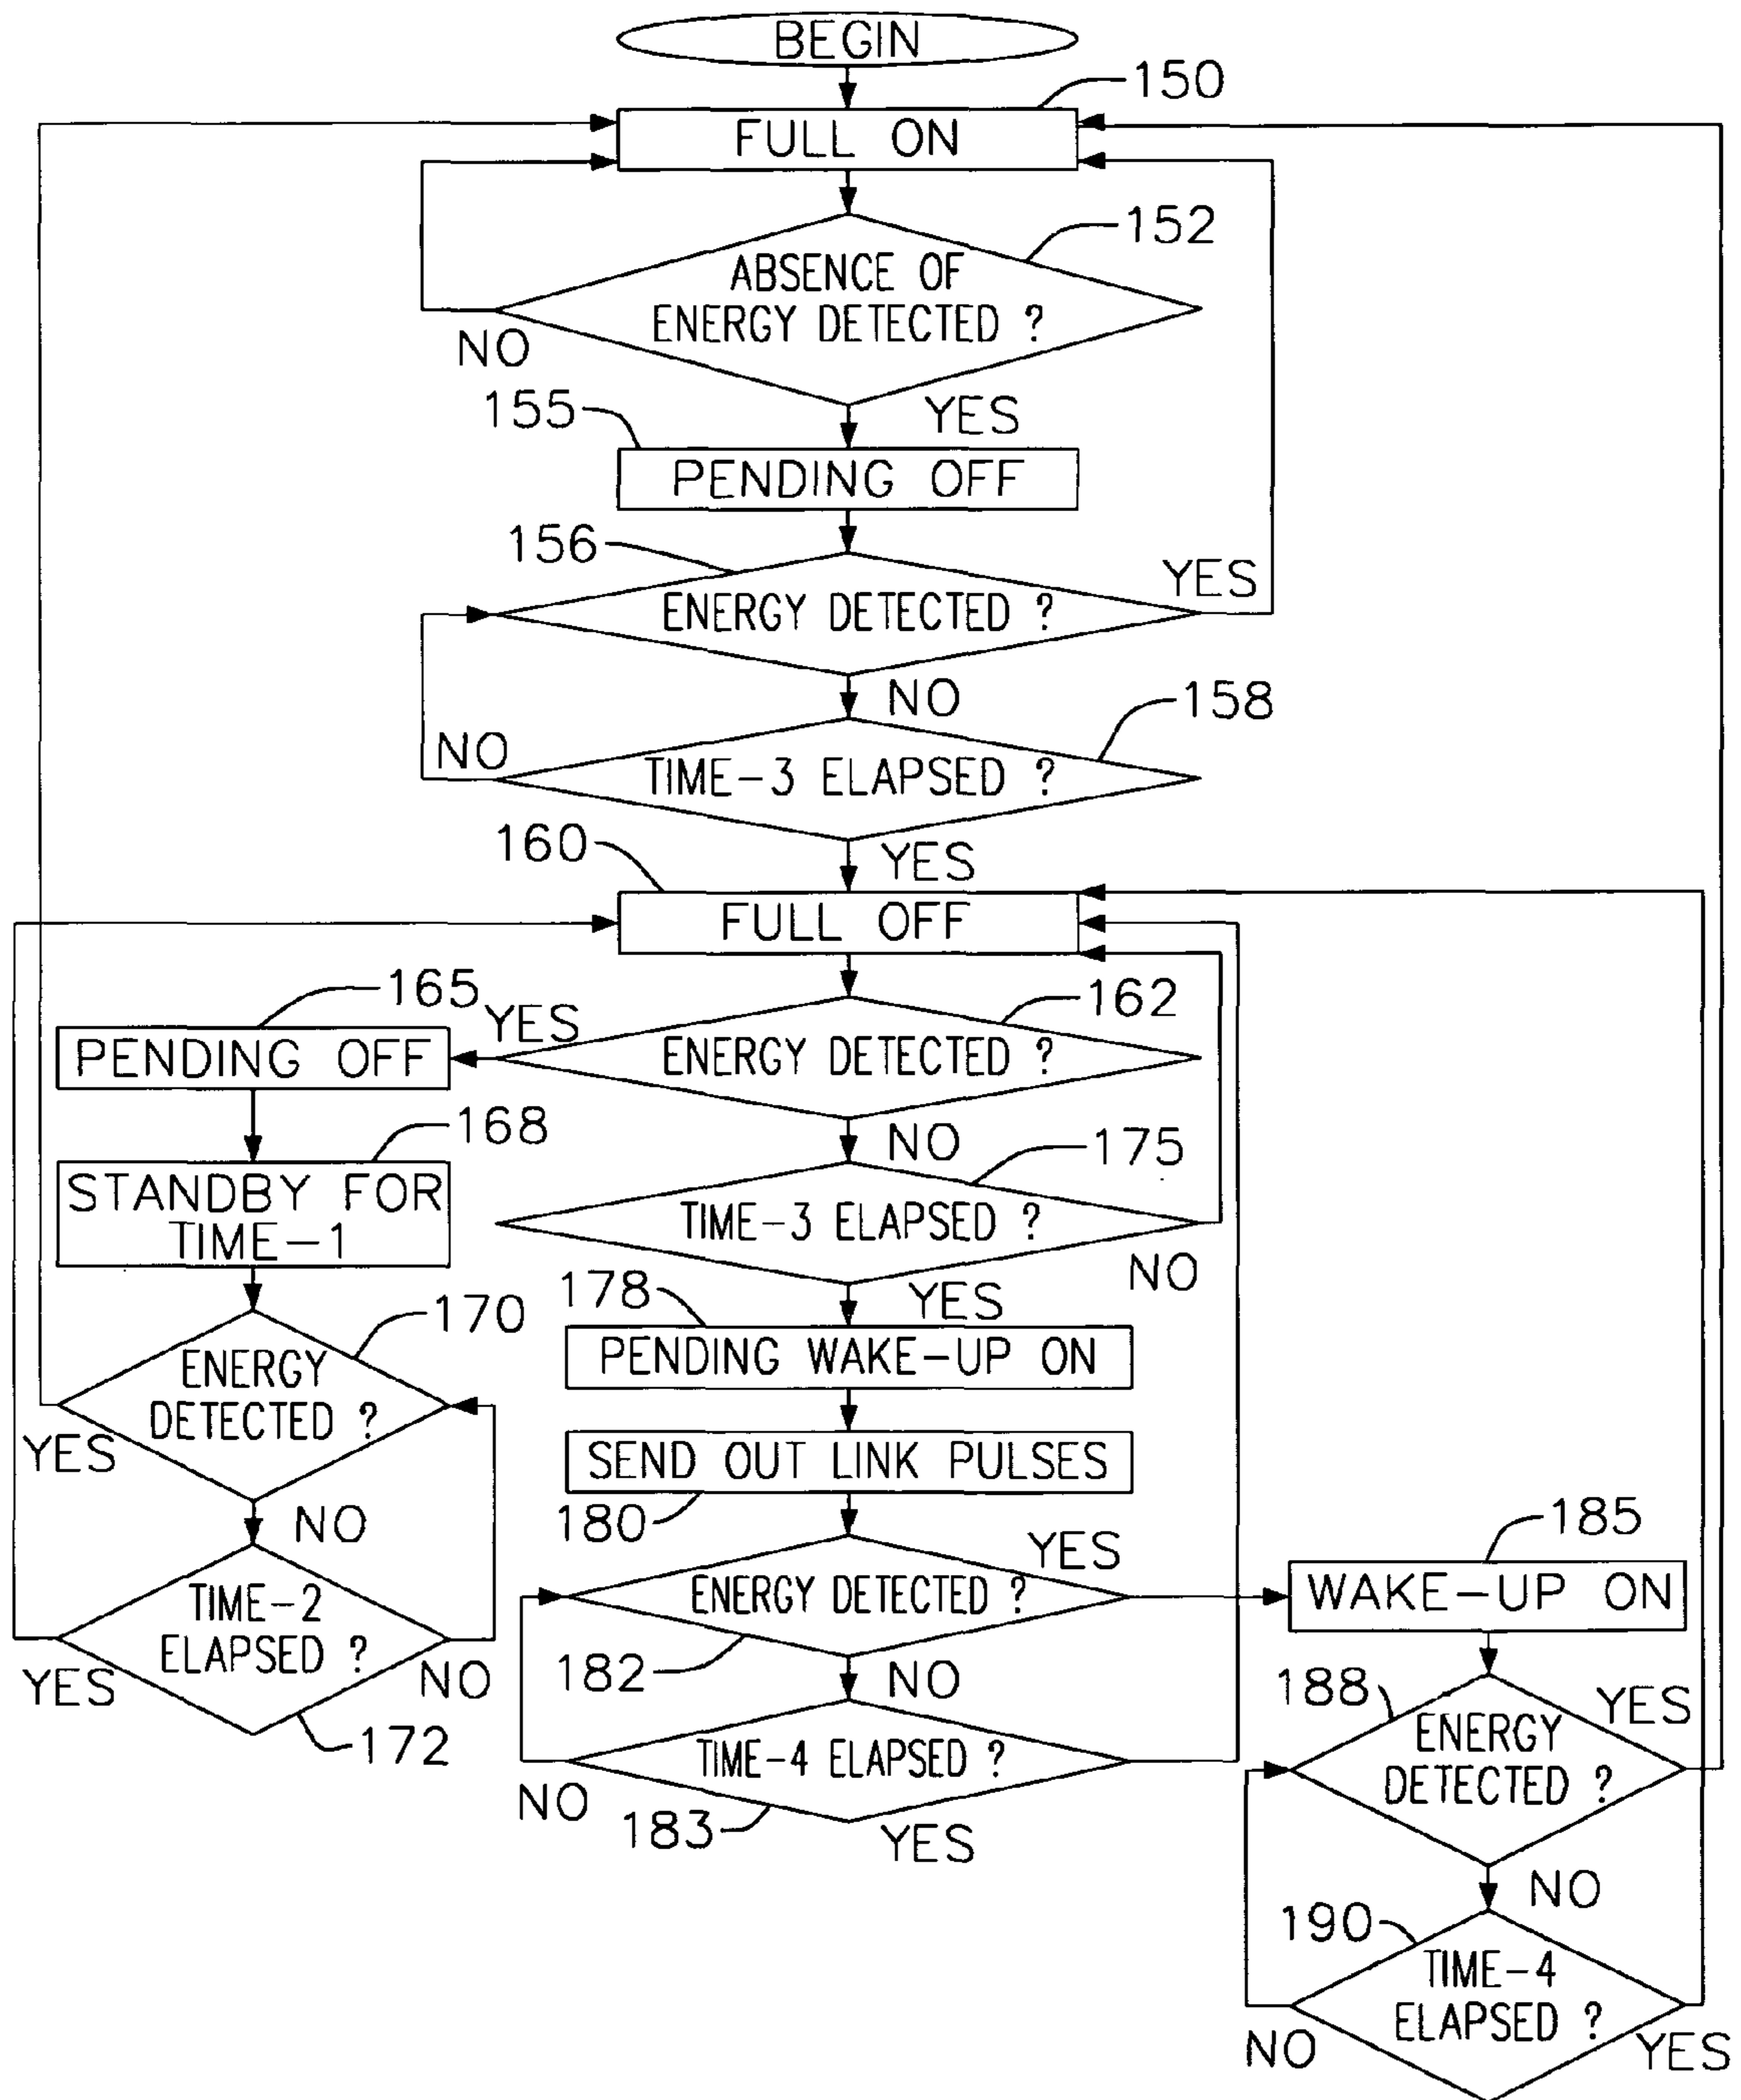 BEGIN
150
FULL ON
152
ABSENCE OF
ENERGY DETECTED ?
NO
YES
155
PENDING OFF
156
ENERGY DETECTED ?
YES
NO
158
NO
TIME-3 ELAPSED ?
160
YES
FULL OFF
165
YES
162
PENDING OFF
ENERGY DETECTED ?
168
NO
175
STANDBY FOR
TIME-1
TIME-3 ELAPSED ?
NO
178
YES
170
PENDING WAKE-UP ON
ENERGY
DETECTED ?
YES
SEND OUT LINK PULSES
180
NO
YES
185
TIME-2
ELAPSED ?
ENERGY DETECTED ?
WAKE-UP ON
YES
NO
182
NO
188
YES
172
TIME-4 ELAPSED ?
ENERGY
DETECTED ?
NO
183
YES
NO
190
TIME-4
ELAPSED ?
NO
YES